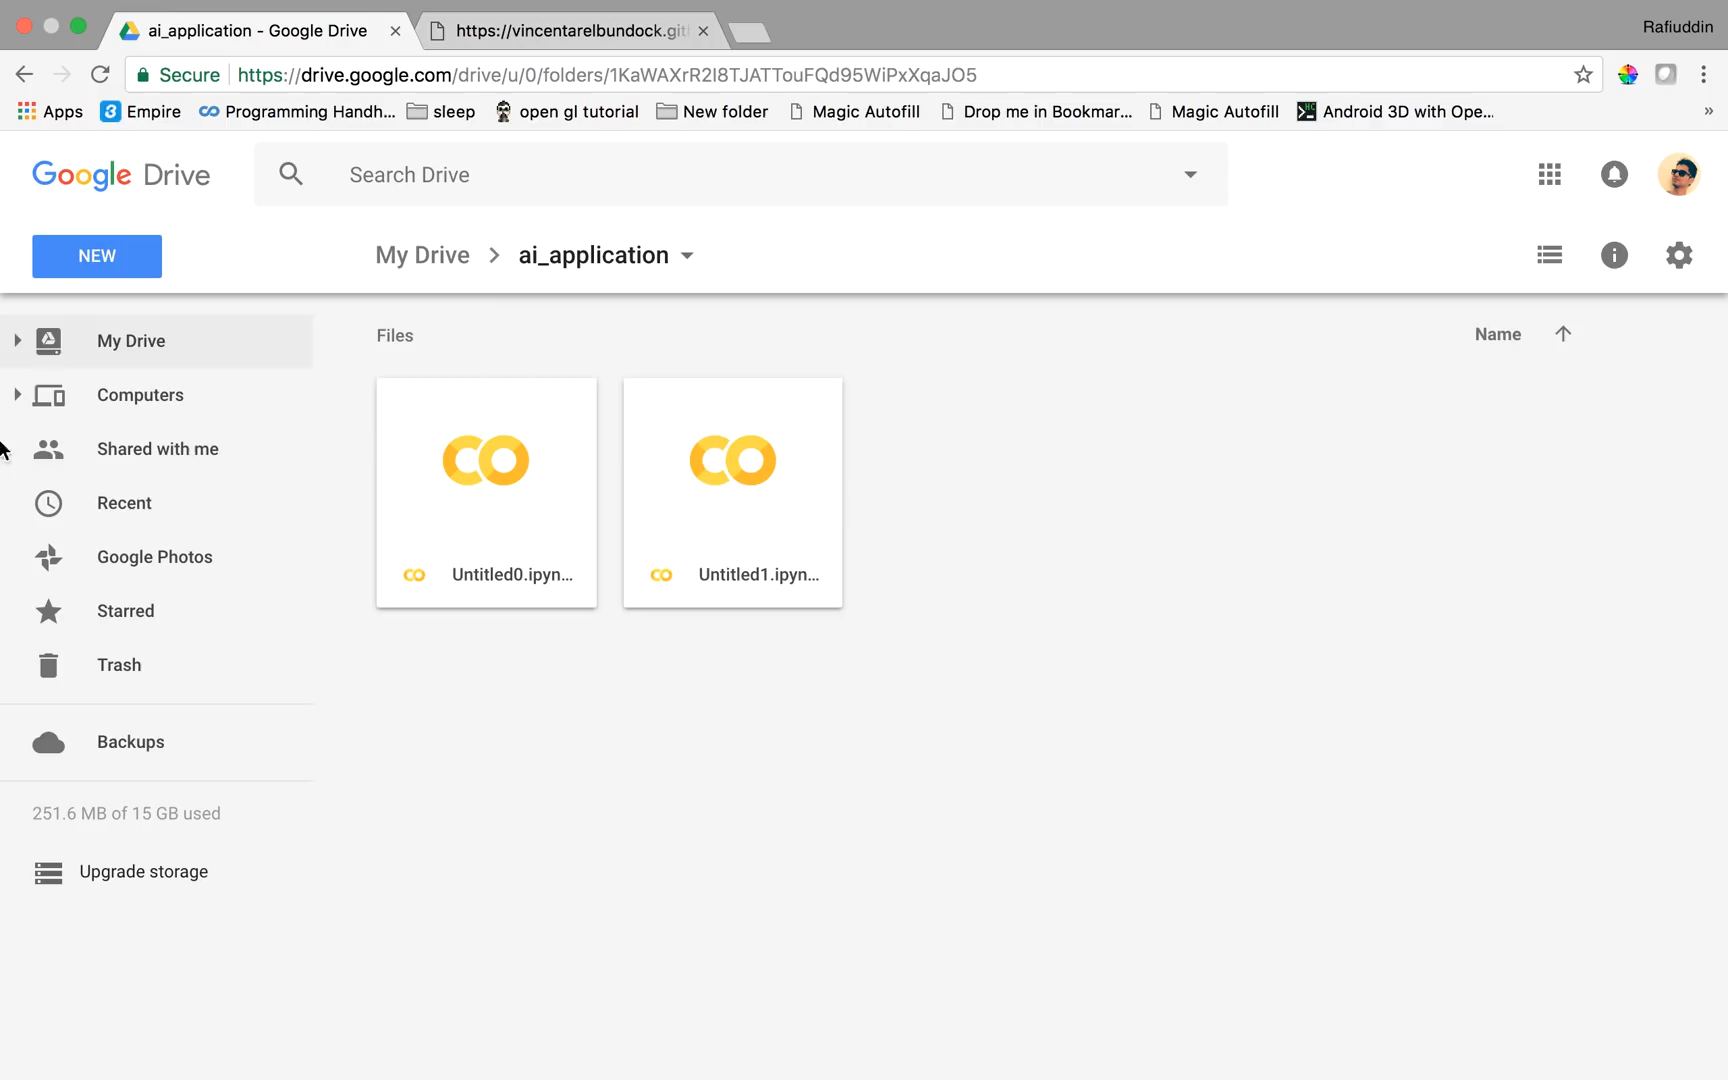 ai_application - Google Drive
https://vincentarelbundock.git
Rafiuddin
Secure
https://drive.google.com/drive/u/0/folders/1KaWAXrR2I8TJATTouFQd95WiPxXqaJO5
Apps
3 Empire
Programming Handh...
sleep
open gl tutorial
New folder
Magic Autofill
Drop me in Bookmar...
Magic Autofill
Android 3D with Ope...
»
Google Drive
Search Drive
NEW
My Drive > ai_application
My Drive
Computers
Shared with me
Recent
Google Photos
Starred
Trash
Backups
251.6 MB of 15 GB used
Upgrade storage
Files
Name
CO
CO
CO Untitled0.ipyn...
CO Untitled1.ipyn...